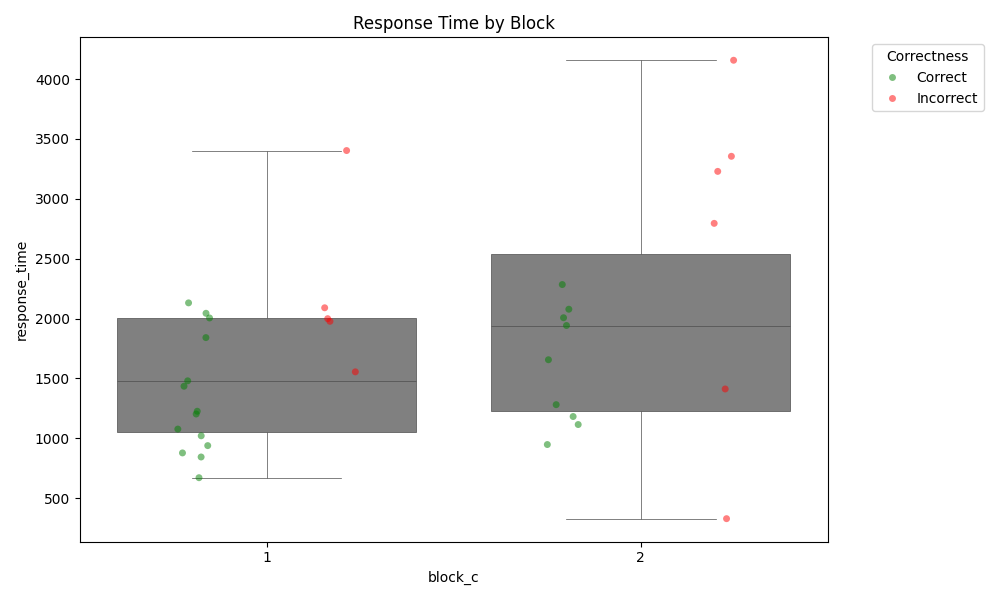 Response Time by Block
Correctness
Correct
Incorrect
response_time
4000
3500
3000
2500
2000
1500
1000
500
1
2
block_c